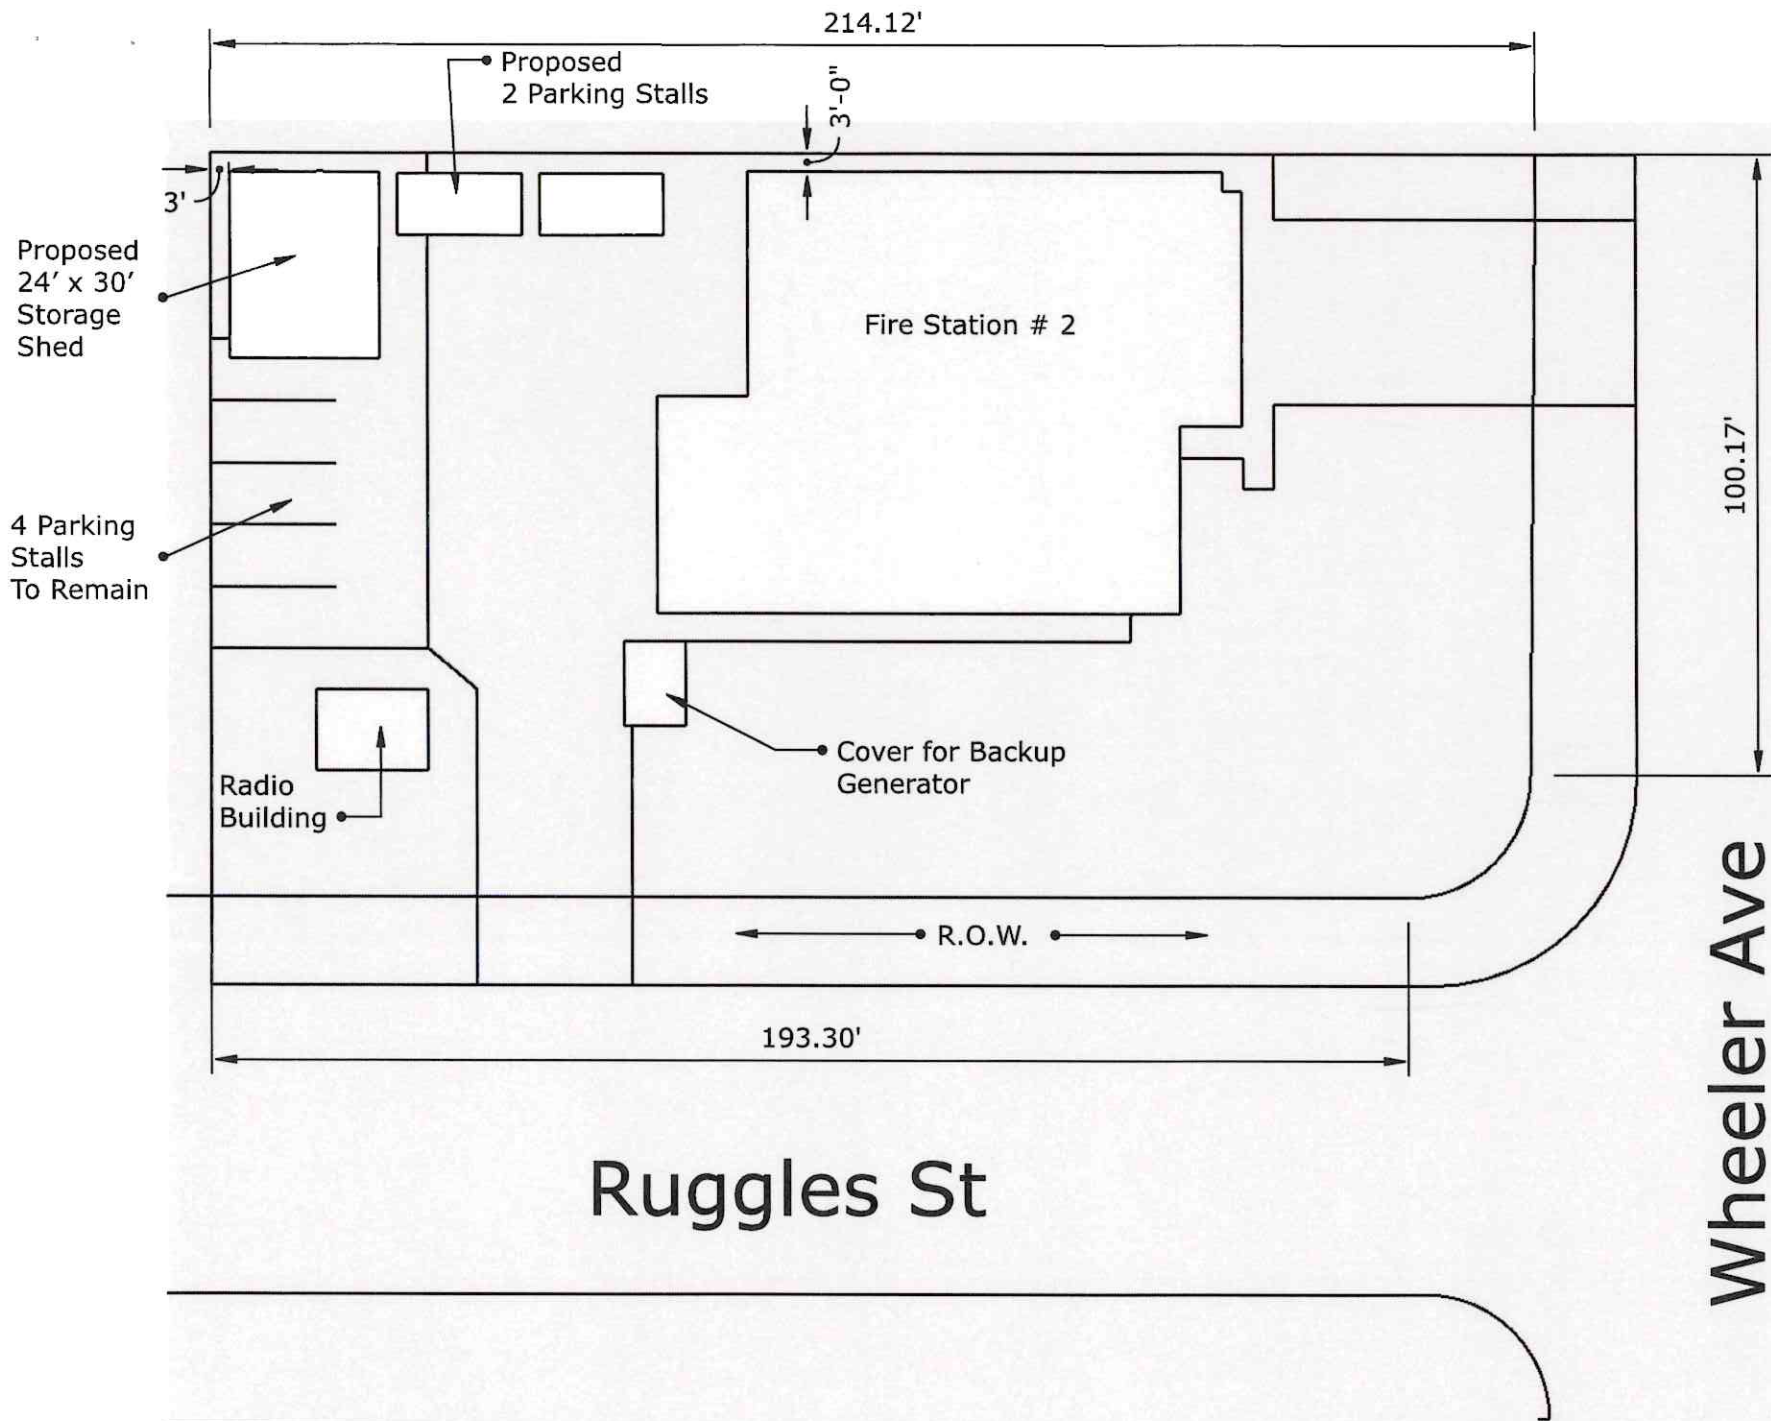 214.12'
Proposed
2 Parking Stalls
3'-0"
3'
Proposed
24′ x 30′
Storage
Shed
Fire Station # 2
100.17'
4 Parking
Stalls
To Remain
Cover for Backup
Generator
Radio
Building
R.O.W.
193.30'
Ruggles St
Wheeler Ave